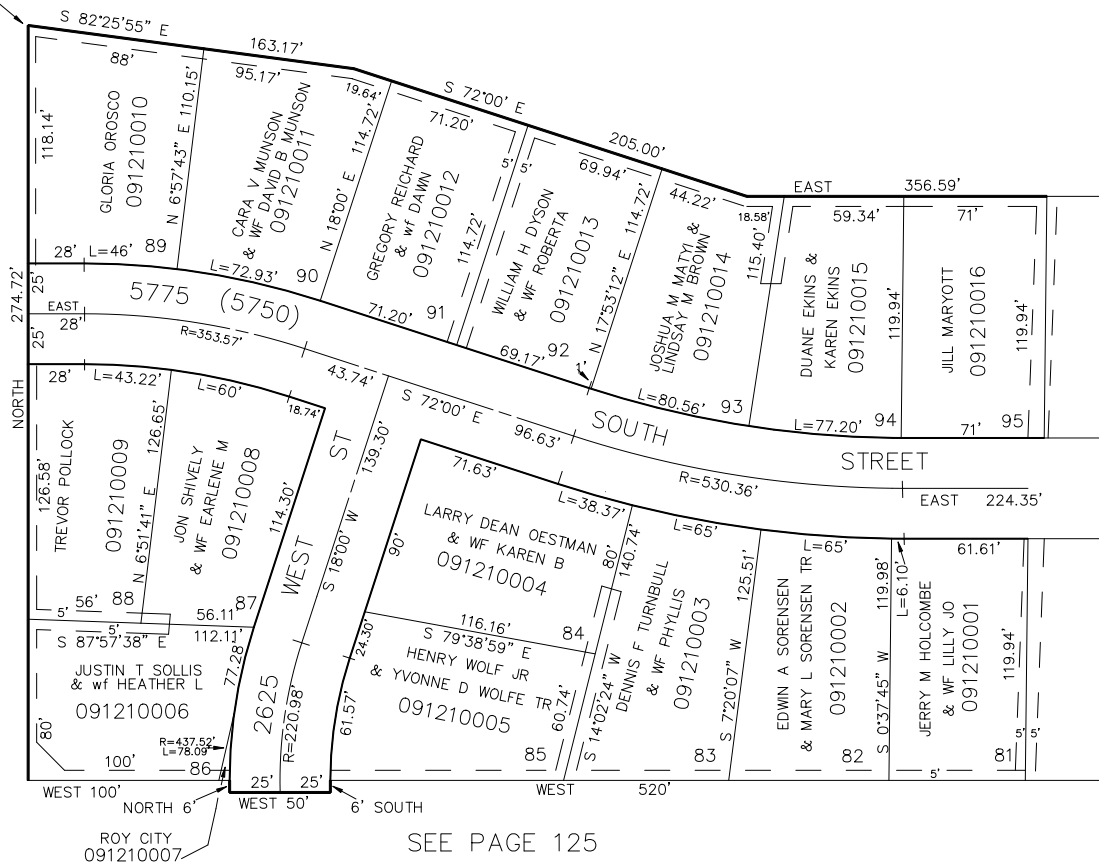 S 82°25'55" E
163.17'
88'
95.17'
19.64'
S 72°00' E
205.00'
118.14'
GLORIA OROSCO
091210010
N 6°57'43" E 110.15'
CARA V MUNSON
& WF DAVID B MUNSON
091210011
N 18°00' E 114.72'
71.20'
GREGORY REICHARD
& wf DAWN
091210012
114.72'
5' 5'
69.94'
WILLIAM H DYSON
& WF ROBERTA
091210013
N 17°53'12" E 114.72'
44.22'
JOSHUA M MATYI &
LINDSAY M BROWN
091210014
18.58'
115.40'
EAST 356.59'
59.34'
71'
DUANE EKINS &
KAREN EKINS
091210015
119.94'
JILL MARYOTT
091210016
119.94'
28'
L=46'
89
L=72.93'
90
71.20'
91
69.17'
92
1'
L=80.56'
93
L=77.20'
94
71'
95
NORTH 274.72'
25'
25'
EAST
28'
5775 (5750)
SOUTH
STREET
R=353.57'
43.74'
S 72°00' E
96.63'
R=530.36'
EAST 224.35'
28'
L=43.22'
L=60'
18.74'
126.58'
TREVOR POLLOCK
091210009
N 6°51'41" E 126.65'
JON SHIVELY
& WF EARLENE M
091210008
114.30'
2625 WEST ST
S 18°00' W 139.30'
71.63'
L=38.37'
L=65'
L=65'
L=6.10'
61.61'
90'
LARRY DEAN OESTMAN
& WF KAREN B
091210004
80'
140.74'
DENNIS F TURNBULL
& WF PHYLLIS
091210003
S 14°02'24" W
125.51'
S 7°20'07" W
EDWIN A SORENSEN
& MARY L SORENSEN TR
091210002
119.98'
S 0°37'45" W
JERRY M HOLCOMBE
& WF LILLY JO
091210001
119.94'
5'
56'
88
56.11'
87
5'
112.11'
S 87°57'38" E
JUSTIN T SOLLIS
& wf HEATHER L
091210006
77.28'
80'
100'
86
R=437.52'
L=78.09'
R=220.98'
61.57'
24.30'
116.16'
84
S 79°38'59" E
HENRY WOLF JR
& YVONNE D WOLFE TR
091210005
60.74'
85
83
82
81
5' 5'
5'
25'
25'
WEST 100'
NORTH 6'
WEST 50'
6' SOUTH
WEST 520'
ROY CITY
091210007
SEE PAGE 125